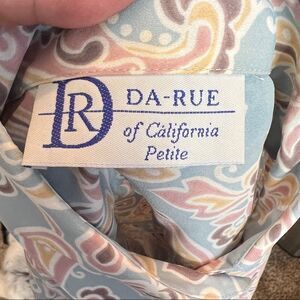 DR
DA-RUE
of California
Petite